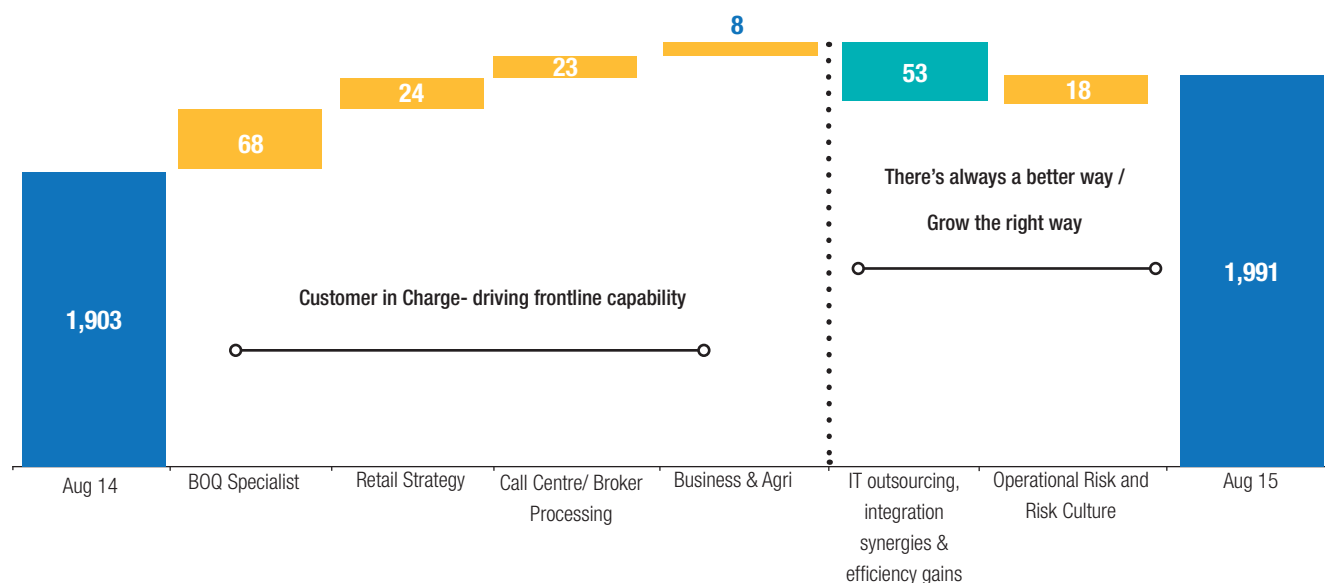 8
53
23
18
24
68
There's always a better way /
Grow the right way
1,991
Customer in Charge- driving frontline capability
1,903
Aug 14
BOQ Specialist
Retail Strategy
Call Centre/ Broker
Processing
Business & Agri
IT outsourcing,
integration
synergies &
efficiency gains
Operational Risk and
Risk Culture
Aug 15